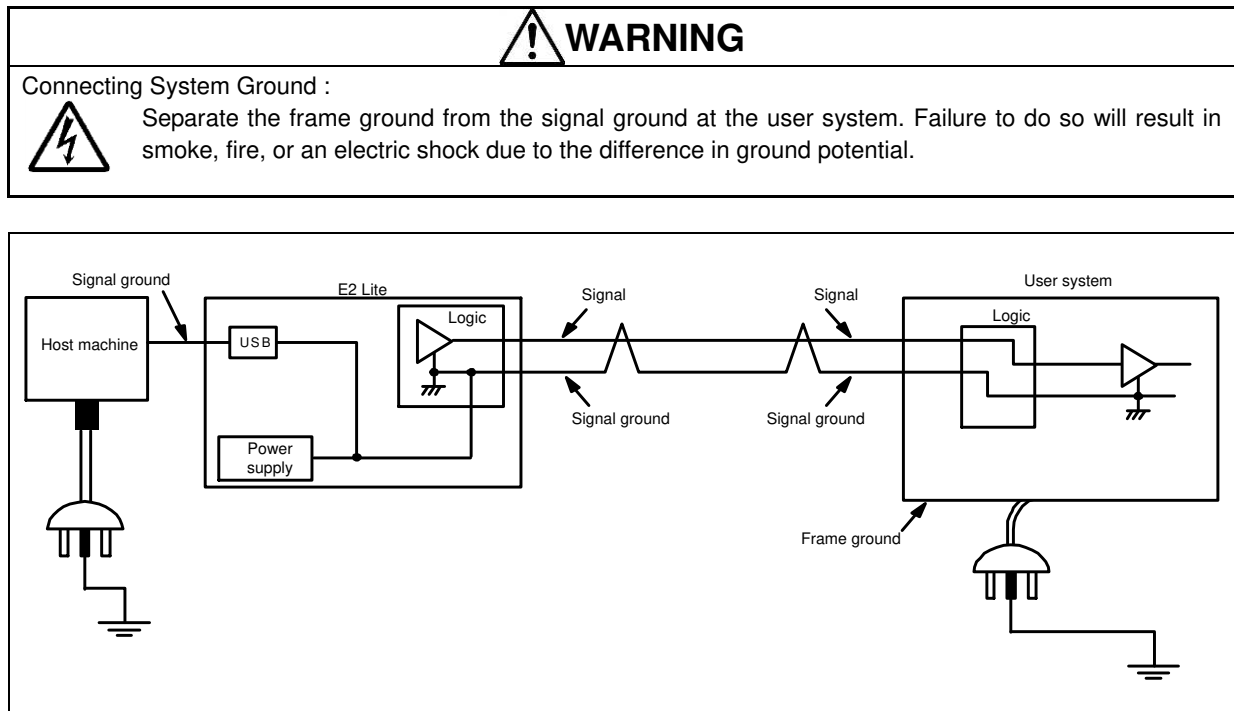 WARNING
Connecting System Ground :
Separate the frame ground from the signal ground at the user system. Failure to do so will result in
smoke, fire, or an electric shock due to the difference in ground potential.
Signal ground
E2 Lite
Signal
Signal
User system
Logic
Logic
Host machine
USB
Signal ground
Signal ground
Power
supply
Frame ground